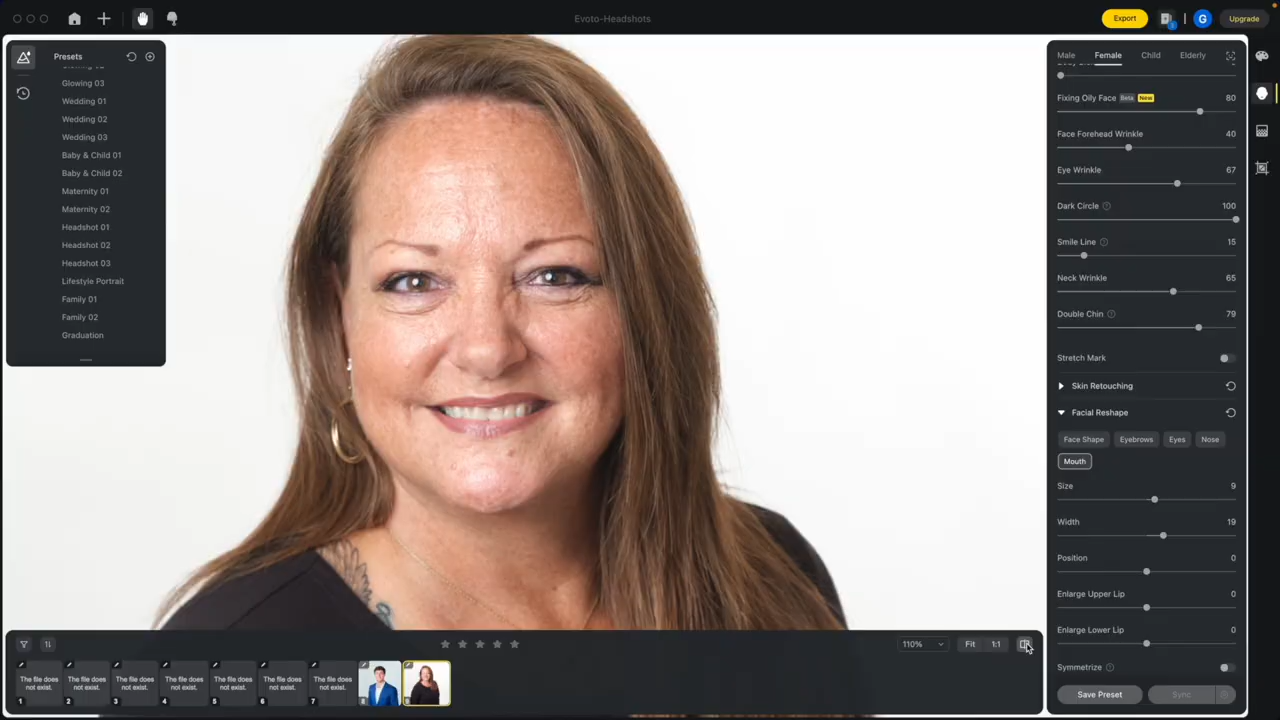 Evoto-Headshots
Export
G
Upgrade
Presets
Glowing 03
Wedding 01
Wedding 02
Wedding 03
Baby & Child 01
Baby & Child 02
Maternity 01
Maternity 02
Headshot 01
Headshot 02
Headshot 03
Lifestyle Portrait
Family 01
Family 02
Graduation
Male Female Child Elderly
Fixing Oily Face Beta New 80
Face Forehead Wrinkle 40
Eye Wrinkle 67
Dark Circle 100
Smile Line 15
Neck Wrinkle 65
Double Chin 79
Stretch Mark
Skin Retouching
Facial Reshape
Face Shape Eyebrows Eyes Nose
Mouth
Size 9
Width 19
Position 0
Enlarge Upper Lip 0
Enlarge Lower Lip 0
Symmetrize
Save Preset Sync
110% Fit 1:1
The file does not exist. The file does not exist. The file does not exist. The file does not exist. The file does not exist. The file does not exist. The file does not exist.
1 2 3 4 5 6 7 8